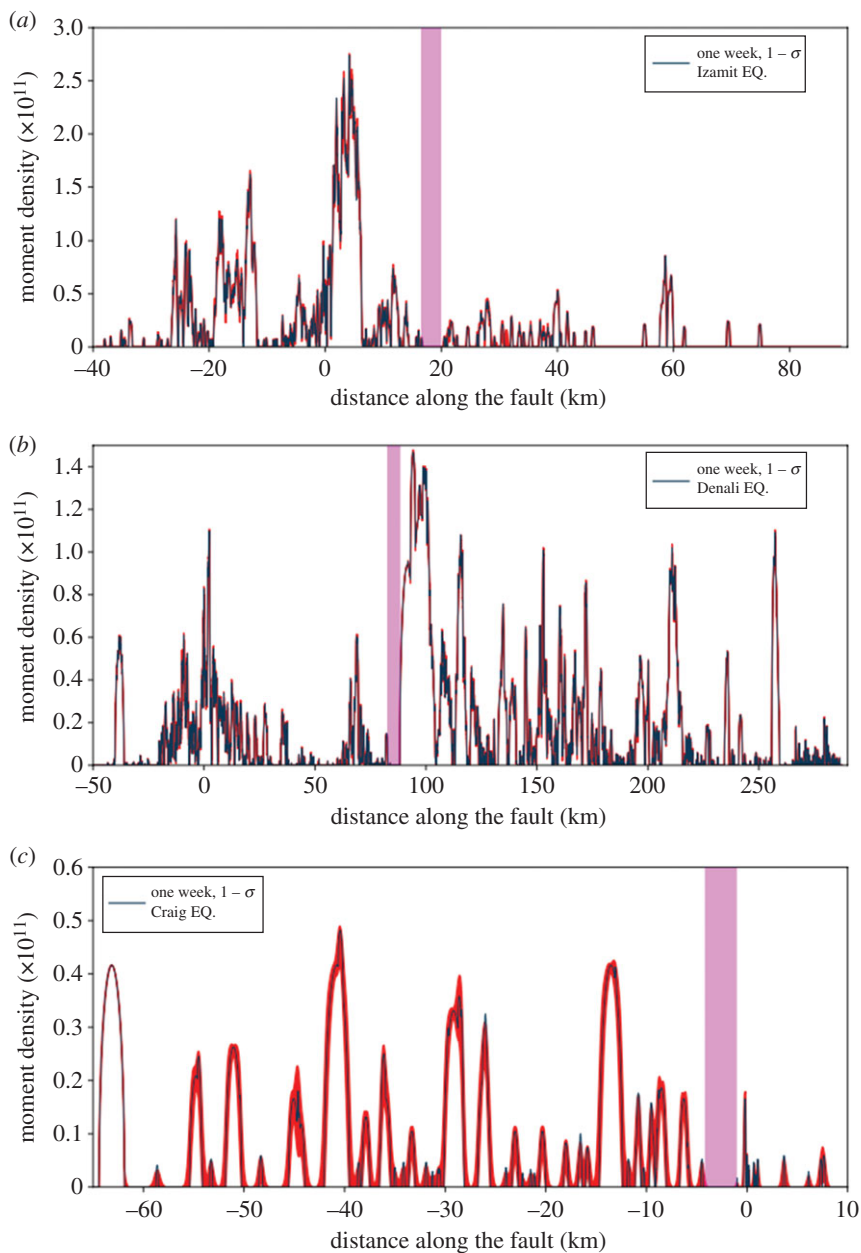 (a)
3.0
2.5
2.0
1.5
1.0
0.5
0
moment density (×10¹¹)
one week, 1 – σ
Izamit EQ.
–40 –20 0 20 40 60 80
distance along the fault (km)
(b)
1.4
1.2
1.0
0.8
0.6
0.4
0.2
0
moment density (×10¹¹)
one week, 1 – σ
Denali EQ.
–50 0 50 100 150 200 250
distance along the fault (km)
(c)
0.6
0.5
0.4
0.3
0.2
0.1
0
moment density (×10¹¹)
one week, 1 – σ
Craig EQ.
–60 –50 –40 –30 –20 –10 0 10
distance along the fault (km)